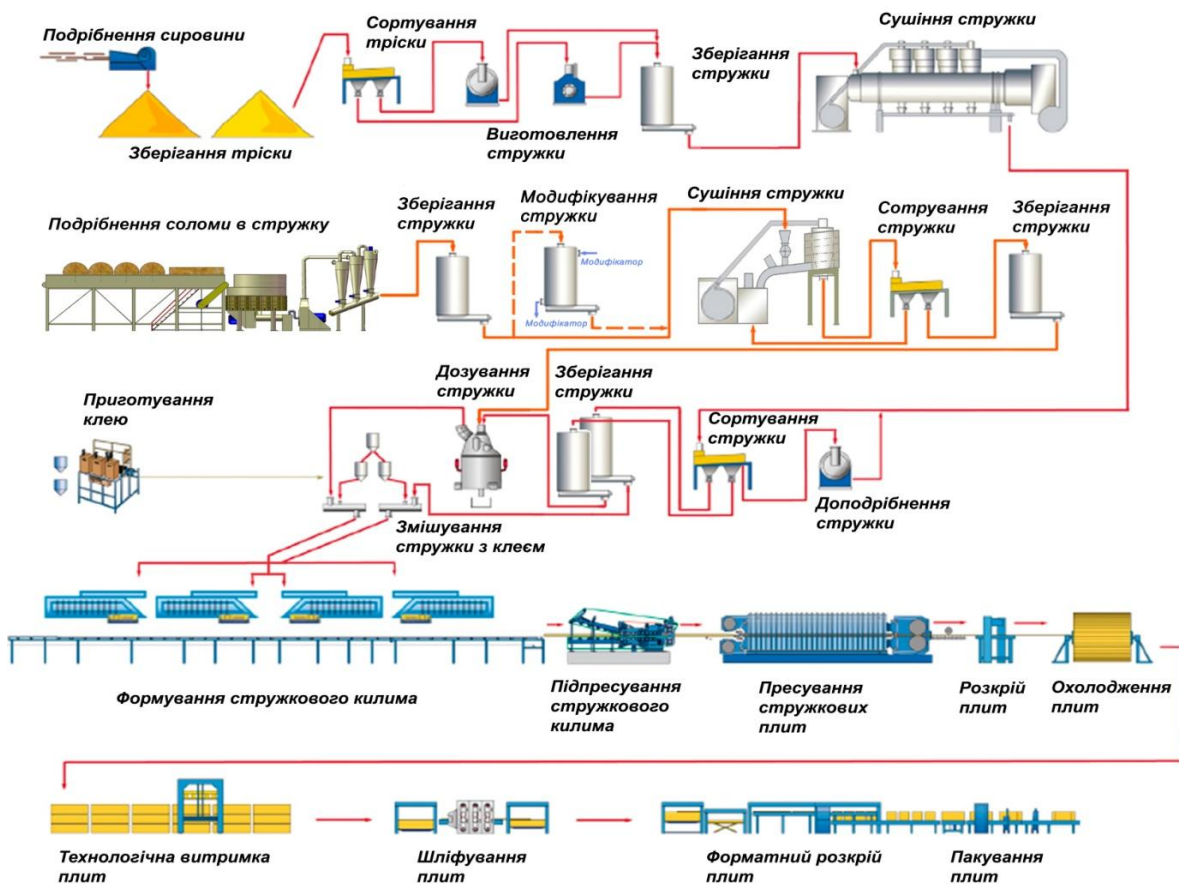 Подрібнення сировини
Сортування
тріски
Зберігання
стружки
Сушіння стружки
Виготовлення
стружки
Зберігання тріски
Подрібнення соломи в стружку
Зберігання
стружки
Модифікування
стружки
Модифікатор
Модифікатор
Сушіння стружки
Сотрування
стружки
Зберігання
стружки
Приготування
клею
Дозування
стружки
Зберігання
стружки
Сортування
стружки
Доподрібнення
стружки
Змішування
стружки з клеєм
Формування стружкового килима
Підпресування
стружкового
килима
Пресування
стружкових
плит
Розкрій
плит
Охолодження
плит
Технологічна витримка
плит
Шліфування
плит
Форматний розкрій
плит
Пакування
плит